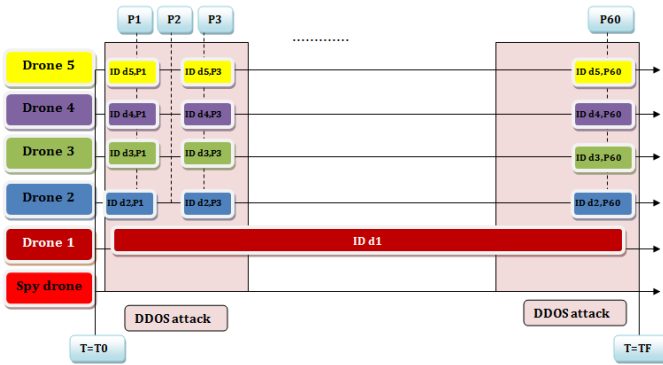 P1 P2 P3 P60
.............
Drone 5 ID d5,P1 ID d5,P3 ID d5,P60
Drone 4 ID d4,P1 ID d4,P3 ID d4,P60
Drone 3 ID d3,P1 ID d3,P3 ID d3,P60
Drone 2 ID d2,P1 ID d2,P3 ID d2,P60
Drone 1 ID d1
Spy drone
DDOS attack DDOS attack
T=T0 T=TF